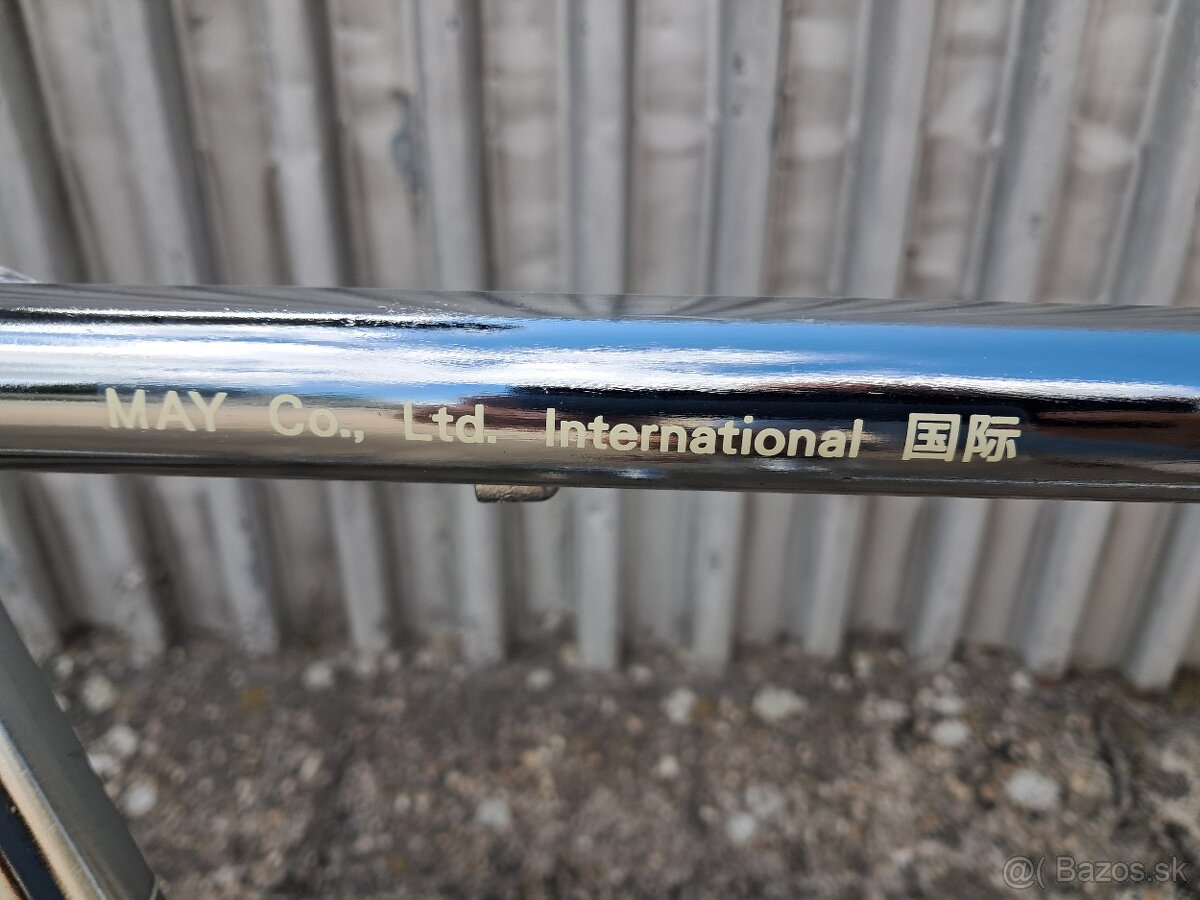 MAY Co., Ltd. International 国际
@( Bazos.sk